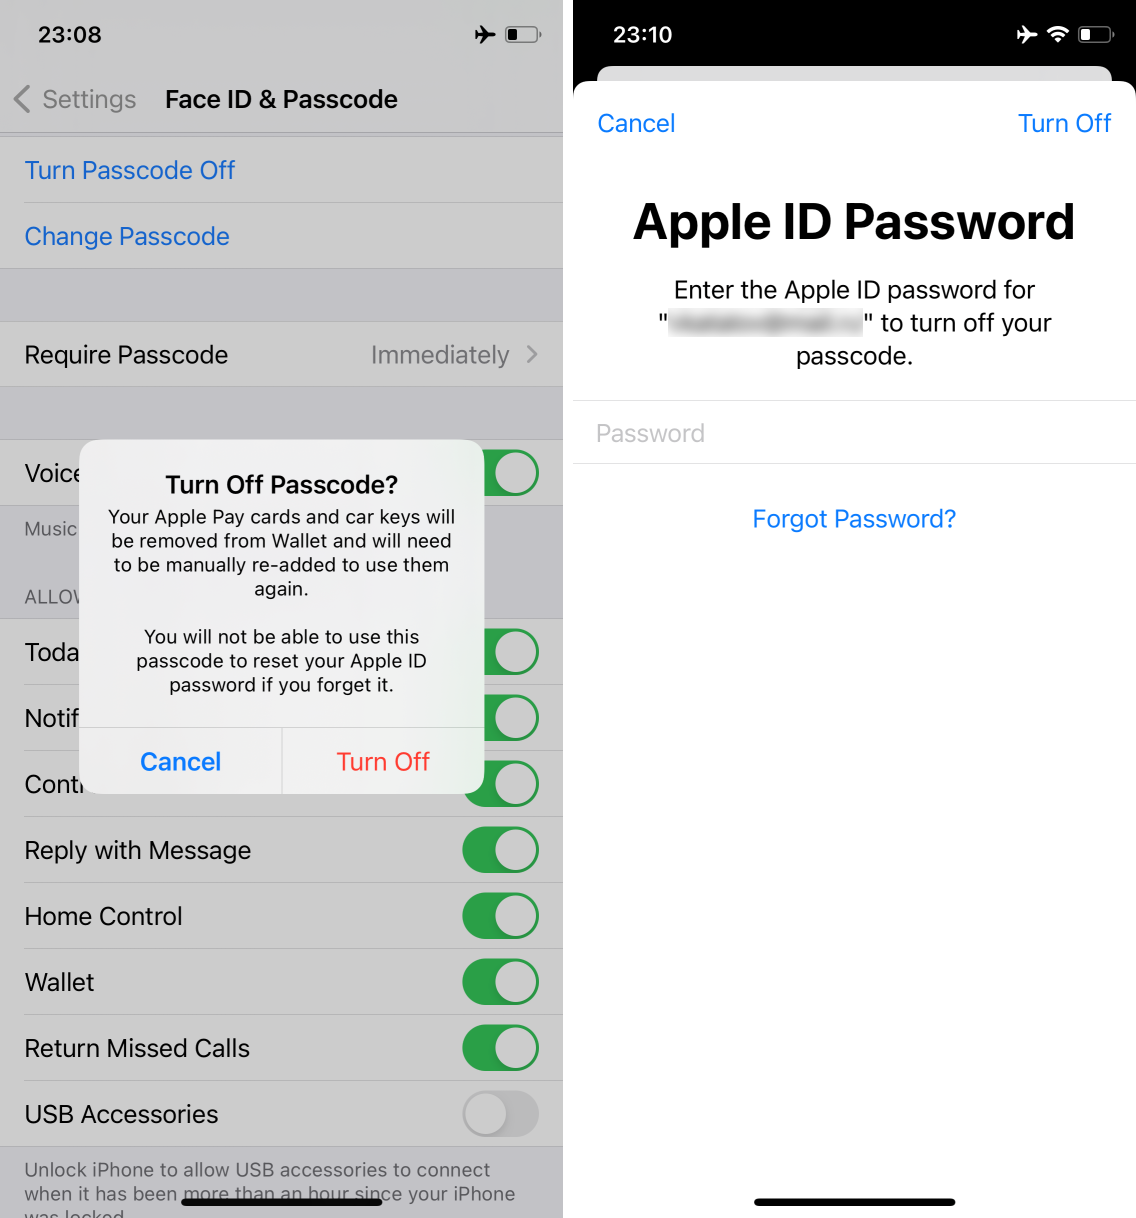 23:08
Settings
Face ID & Passcode
Turn Passcode Off
Change Passcode
Require Passcode
Immediately
Voice
Music
Turn Off Passcode?
Your Apple Pay cards and car keys will
be removed from Wallet and will need
to be manually re-added to use them
again.
You will not be able to use this
passcode to reset your Apple ID
password if you forget it.
Cancel
Turn Off
Reply with Message
Home Control
Wallet
Return Missed Calls
USB Accessories
Unlock iPhone to allow USB accessories to connect
when it has been more than an hour since your iPhone
was locked
23:10
Cancel
Turn Off
Apple ID Password
Enter the Apple ID password for
" " to turn off your
passcode.
Password
Forgot Password?